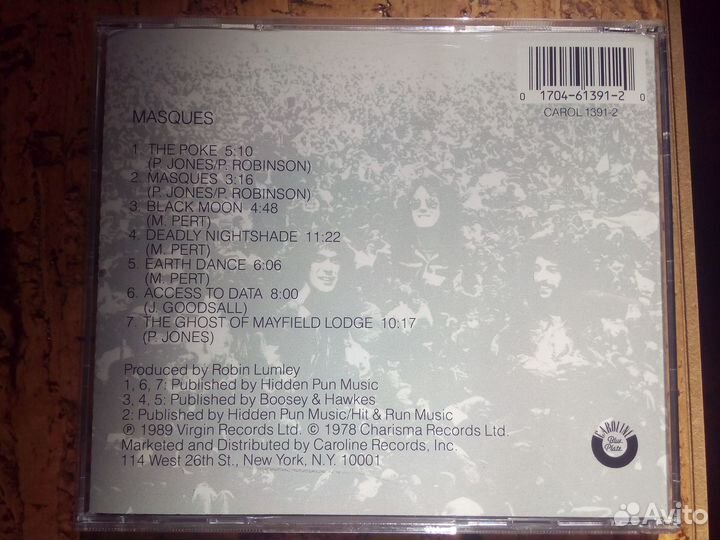 0 1704-61391-2 0
CAROL 1391-2
MASQUES
1. THE POKE 5:10
(P. JONES/P. ROBINSON)
2. MASQUES 3:16
(P. JONES/P. ROBINSON)
3. BLACK MOON 4:48
(M. PERT)
4. DEADLY NIGHTSHADE 11:22
(M. PERT)
5. EARTH DANCE 6:06
(M. PERT)
6. ACCESS TO DATA 8:00
(J. GOODSALL)
7. THE GHOST OF MAYFIELD LODGE 10:17
(P. JONES)
Produced by Robin Lumley
1, 6, 7: Published by Hidden Pun Music
3, 4, 5: Published by Boosey & Hawkes
2: Published by Hidden Pun Music/Hit & Run Music
℗ 1989 Virgin Records Ltd. © 1978 Charisma Records Ltd.
Marketed and Distributed by Caroline Records, Inc.
114 West 26th St., New York, N.Y. 10001
CAROLINE
Blue
Plate
Avito